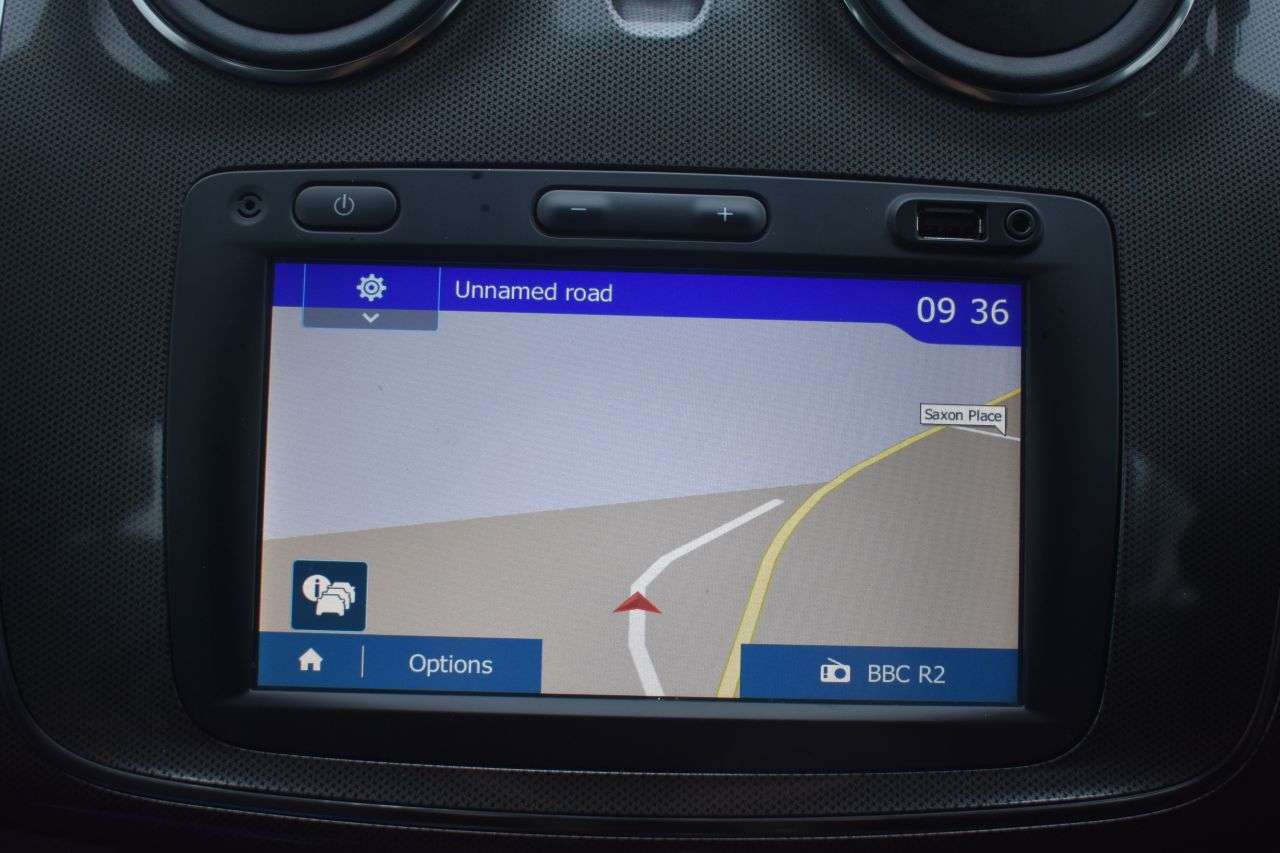 Unnamed road
09 36
Saxon Place
Options
BBC R2